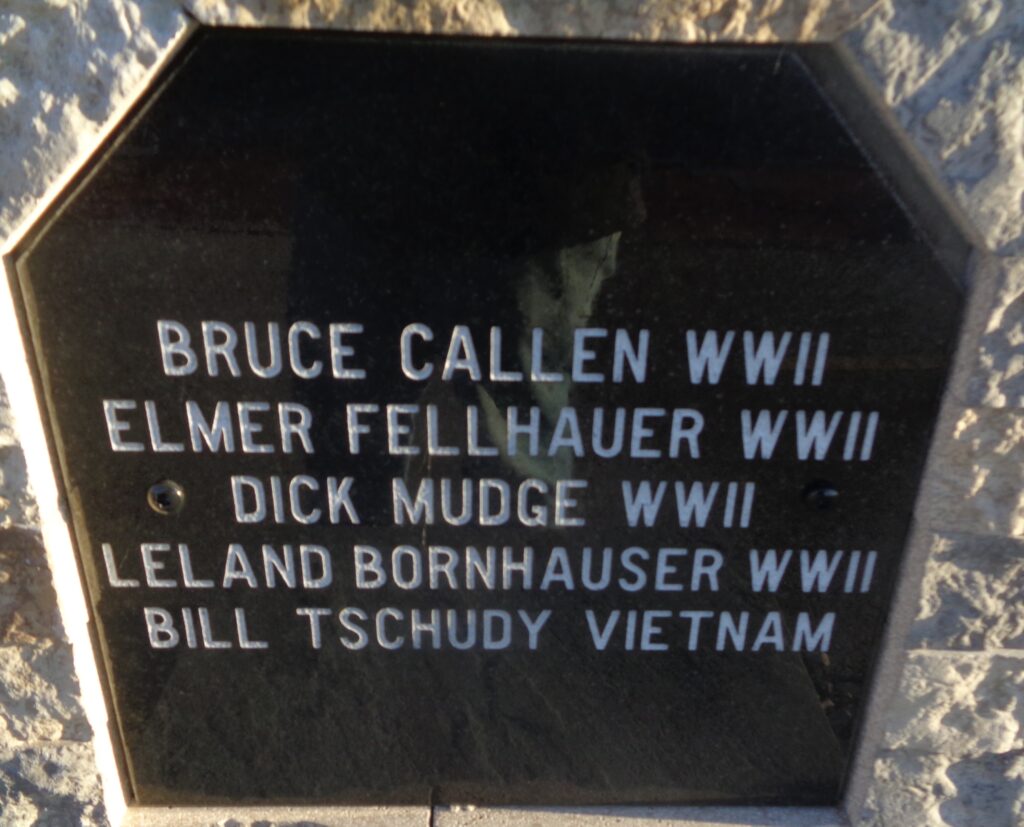 BRUCE CALLEN WWII
ELMER FELLHAUER WWII
DICK MUDGE WWII
LELAND BORNHAUSER WWII
BILL TSCHUDY VIETNAM